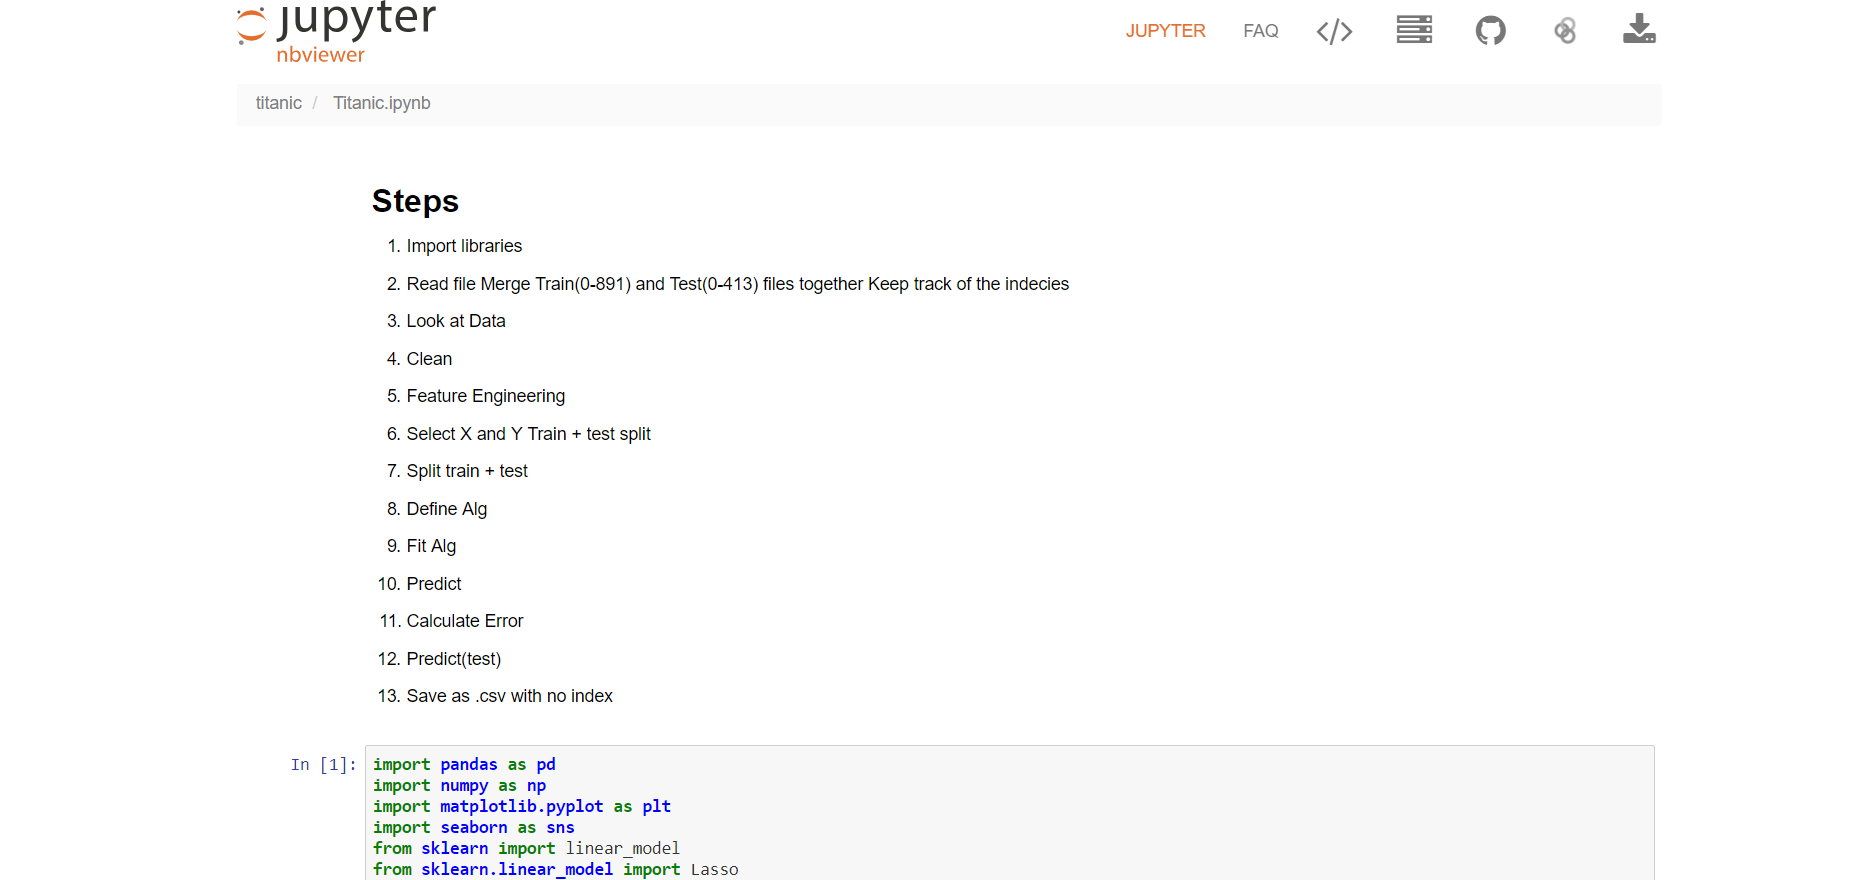 jupyter
nbviewer
JUPYTER FAQ </>
titanic / Titanic.ipynb
Steps
1. Import libraries
2. Read file Merge Train(0-891) and Test(0-413) files together Keep track of the indecies
3. Look at Data
4. Clean
5. Feature Engineering
6. Select X and Y Train + test split
7. Split train + test
8. Define Alg
9. Fit Alg
10. Predict
11. Calculate Error
12. Predict(test)
13. Save as .csv with no index
In [1]: import pandas as pd
import numpy as np
import matplotlib.pyplot as plt
import seaborn as sns
from sklearn import linear_model
from sklearn.linear_model import Lasso